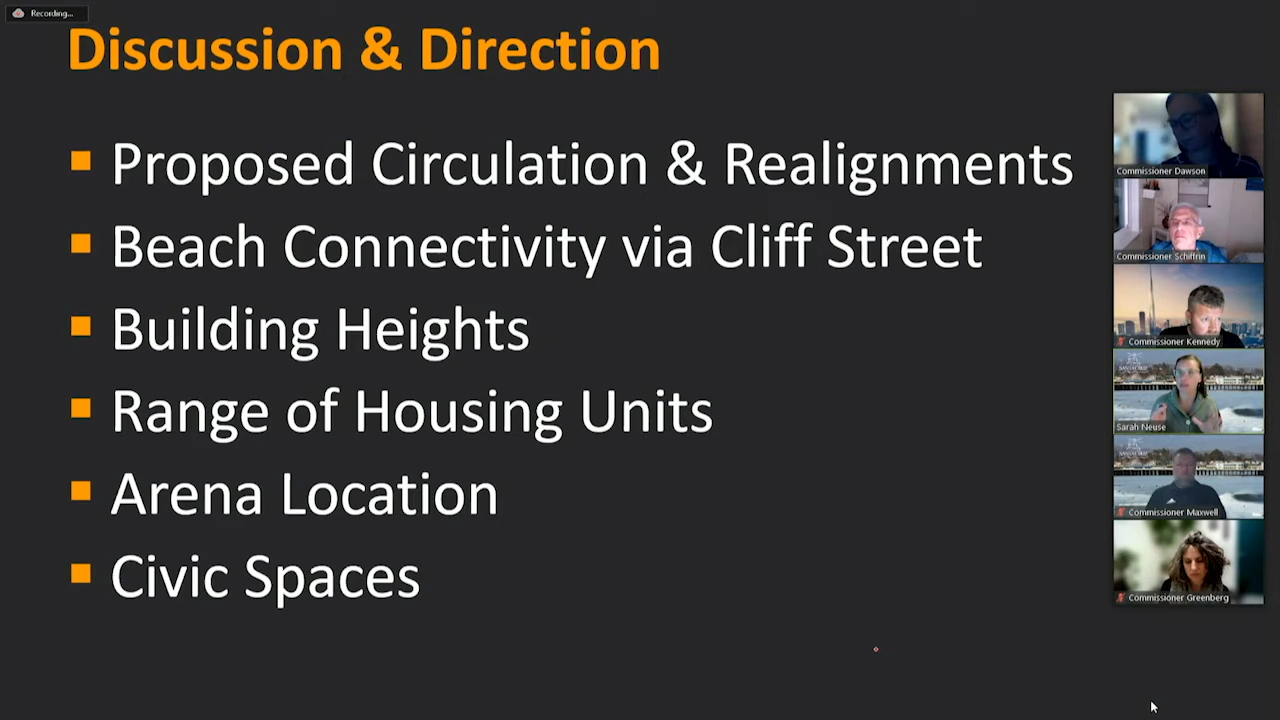 Recording...
Discussion & Direction
Proposed Circulation & Realignments
Beach Connectivity via Cliff Street
Building Heights
Range of Housing Units
Arena Location
Civic Spaces
Commissioner Dawson
Commissioner Schiffrin
Commissioner Kennedy
Sarah Neuse
Commissioner Maxwell
Commissioner Greenberg